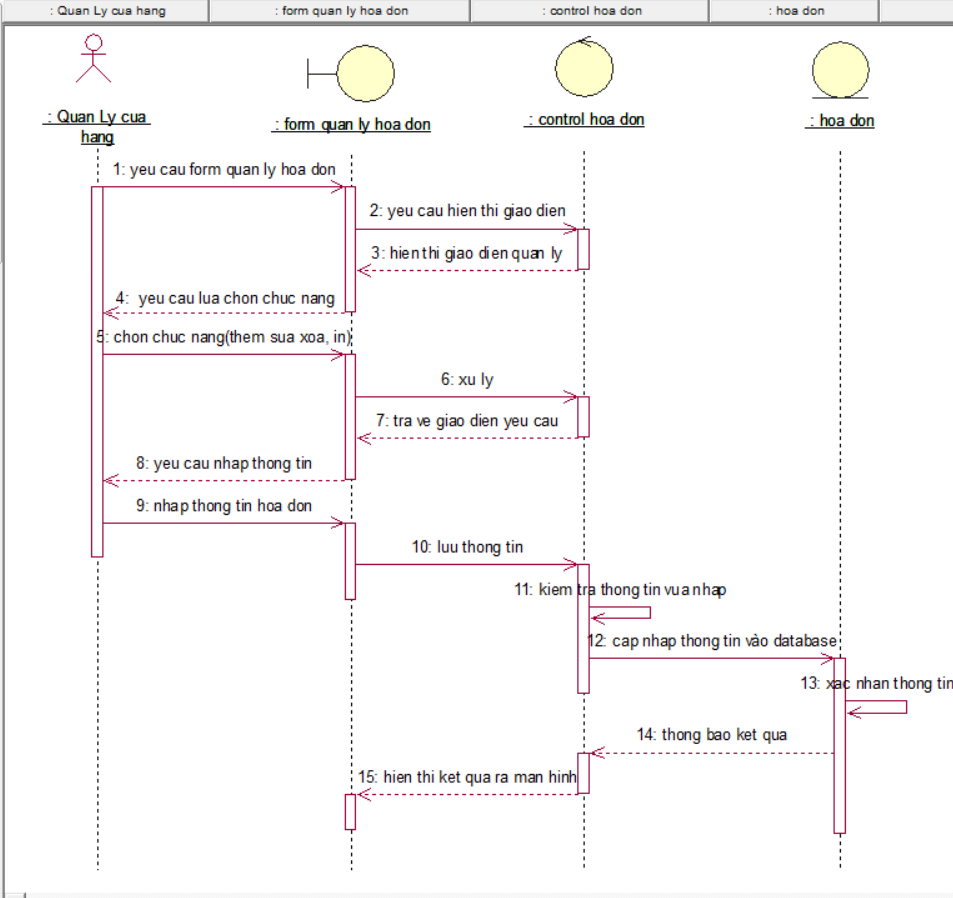 : Quan Ly cua hang
: form quan ly hoa don
: control hoa don
: hoa don
: Quan Ly cua
hang
: form quan ly hoa don
: control hoa don
: hoa don
1: yeu cau form quan ly hoa don
2: yeu cau hien thi giao dien
3: hien thi giao dien quan ly
4: yeu cau lua chon chuc nang
5: chon chuc nang(them sua xoa, in)
6: xu ly
7: tra ve giao dien yeu cau
8: yeu cau nhap thong tin
9: nhap thong tin hoa don
10: luu thong tin
11: kiem tra thong tin vua nhap
12: cap nhap thong tin vào database
13: xac nhan thong tin
14: thong bao ket qua
15: hien thi ket qua ra man hinh